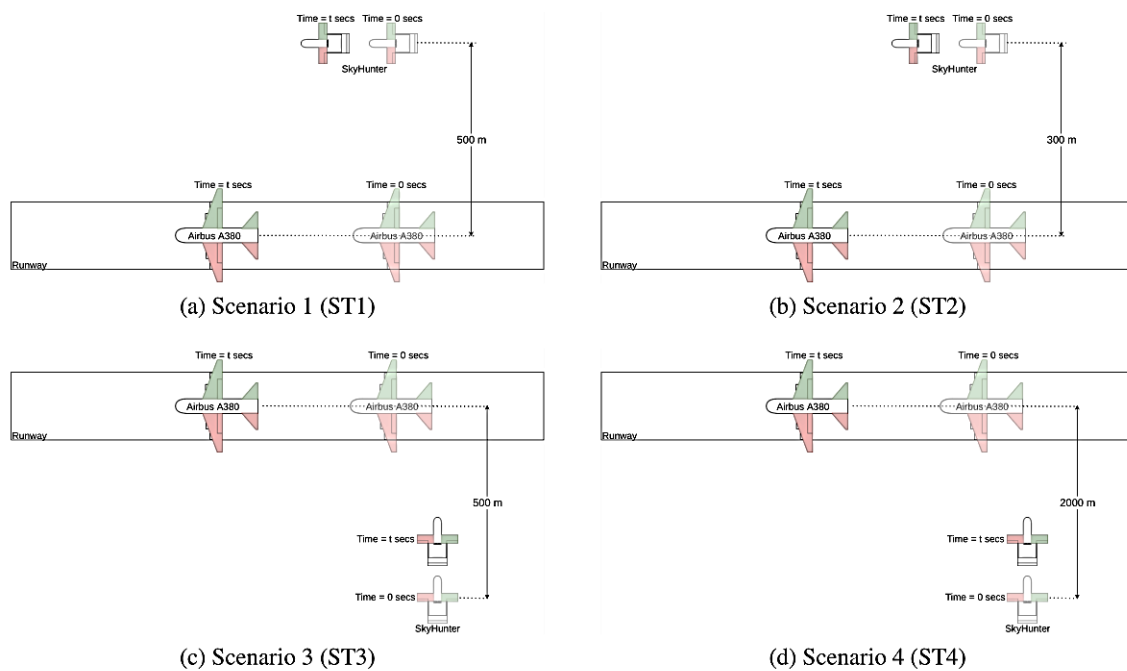 Time = t secs Time = 0 secs
SkyHunter
500 m
Time = t secs Time = 0 secs
Airbus A380 Airbus A380
Runway
(a) Scenario 1 (ST1)
Time = t secs Time = 0 secs
SkyHunter
300 m
Time = t secs Time = 0 secs
Airbus A380 Airbus A380
Runway
(b) Scenario 2 (ST2)
Time = t secs Time = 0 secs
Airbus A380 Airbus A380
Runway
500 m
Time = t secs
Time = 0 secs
SkyHunter
(c) Scenario 3 (ST3)
Time = t secs Time = 0 secs
Airbus A380 Airbus A380
Runway
2000 m
Time = t secs
Time = 0 secs
SkyHunter
(d) Scenario 4 (ST4)